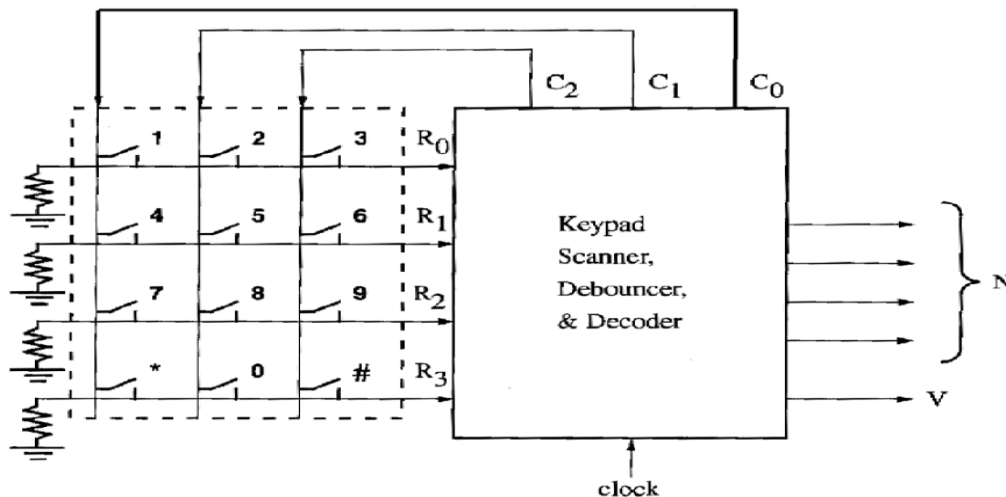 C2 C1 C0
1 2 3 R0
4 5 6 R1
7 8 9 R2
* 0 # R3
Keypad
Scanner,
Debouncer,
& Decoder
N
V
clock